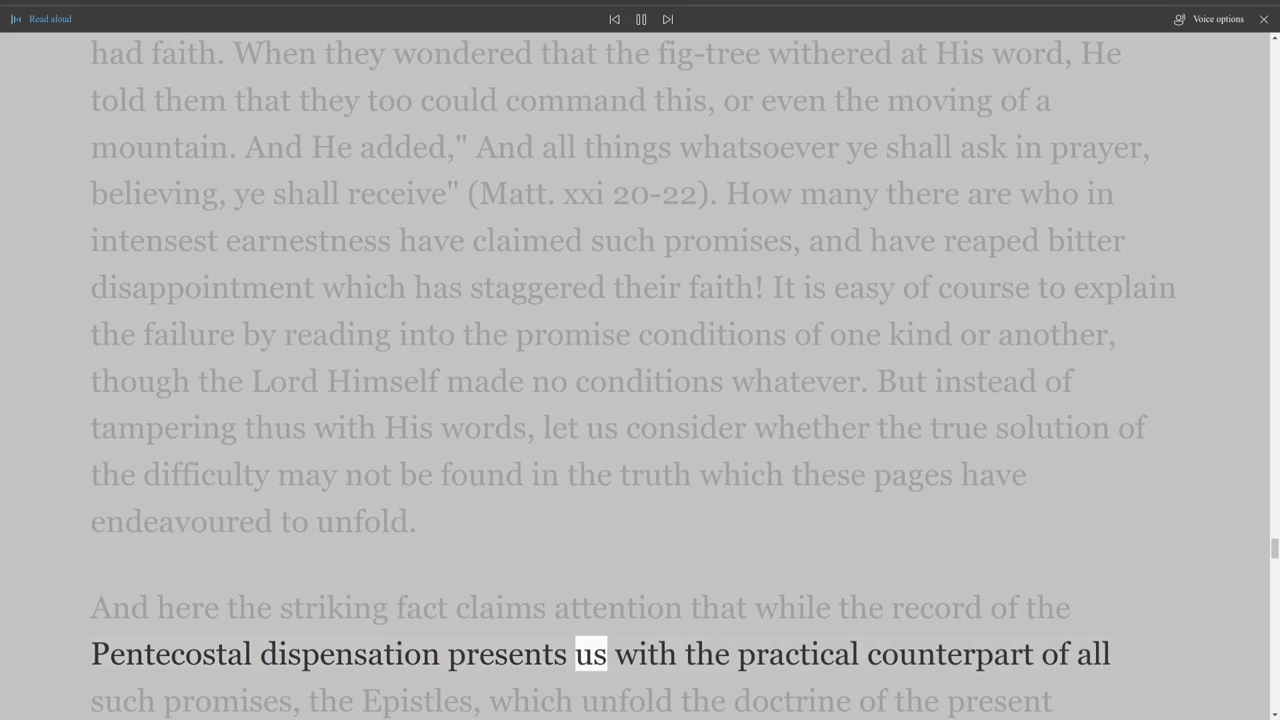 Read aloud
Voice options
had faith. When they wondered that the fig-tree withered at His word, He
told them that they too could command this, or even the moving of a
mountain. And He added," And all things whatsoever ye shall ask in prayer,
believing, ye shall receive" (Matt. xxi 20-22). How many there are who in
intensest earnestness have claimed such promises, and have reaped bitter
disappointment which has staggered their faith! It is easy of course to explain
the failure by reading into the promise conditions of one kind or another,
though the Lord Himself made no conditions whatever. But instead of
tampering thus with His words, let us consider whether the true solution of
the difficulty may not be found in the truth which these pages have
endeavoured to unfold.
And here the striking fact claims attention that while the record of the
Pentecostal dispensation presents us with the practical counterpart of all
such promises, the Epistles, which unfold the doctrine of the present